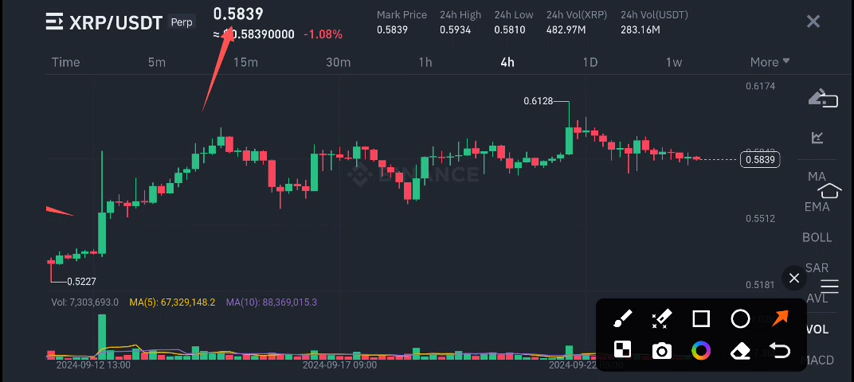 XRP/USDT Perp
0.5839
≈ $0.58390000 -1.08%
Mark Price 24h High 24h Low 24h Vol(XRP) 24h Vol(USDT)
0.5839 0.5934 0.5810 482.97M 283.16M
Time 5m 15m 30m 1h 4h 1D 1w More
0.6174
0.6128
0.5839
BINANCE
MA
EMA
0.5512
BOLL
SAR
0.5227
0.5181
AVL
Vol: 7,303,693.0 MA(5): 67,329,148.2 MA(10): 88,369,015.3
VOL
MACD
2024-09-12 13:00 2024-09-17 09:00